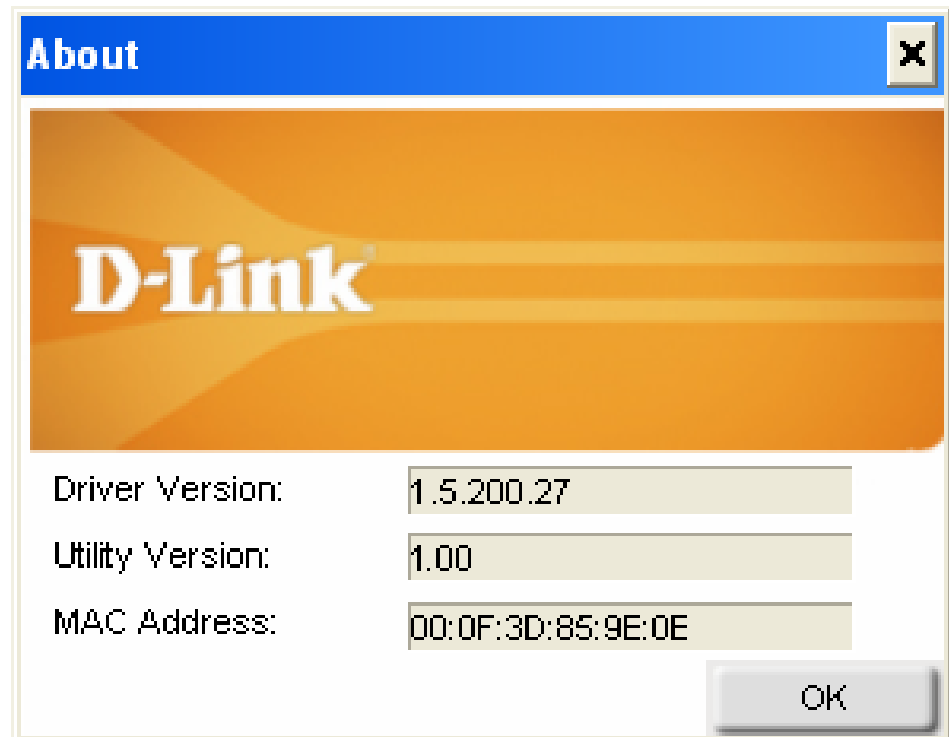 About
D-Link
Driver Version: 1.5.200.27
Utility Version: 1.00
MAC Address: 00:0F:3D:85:9E:0E
OK